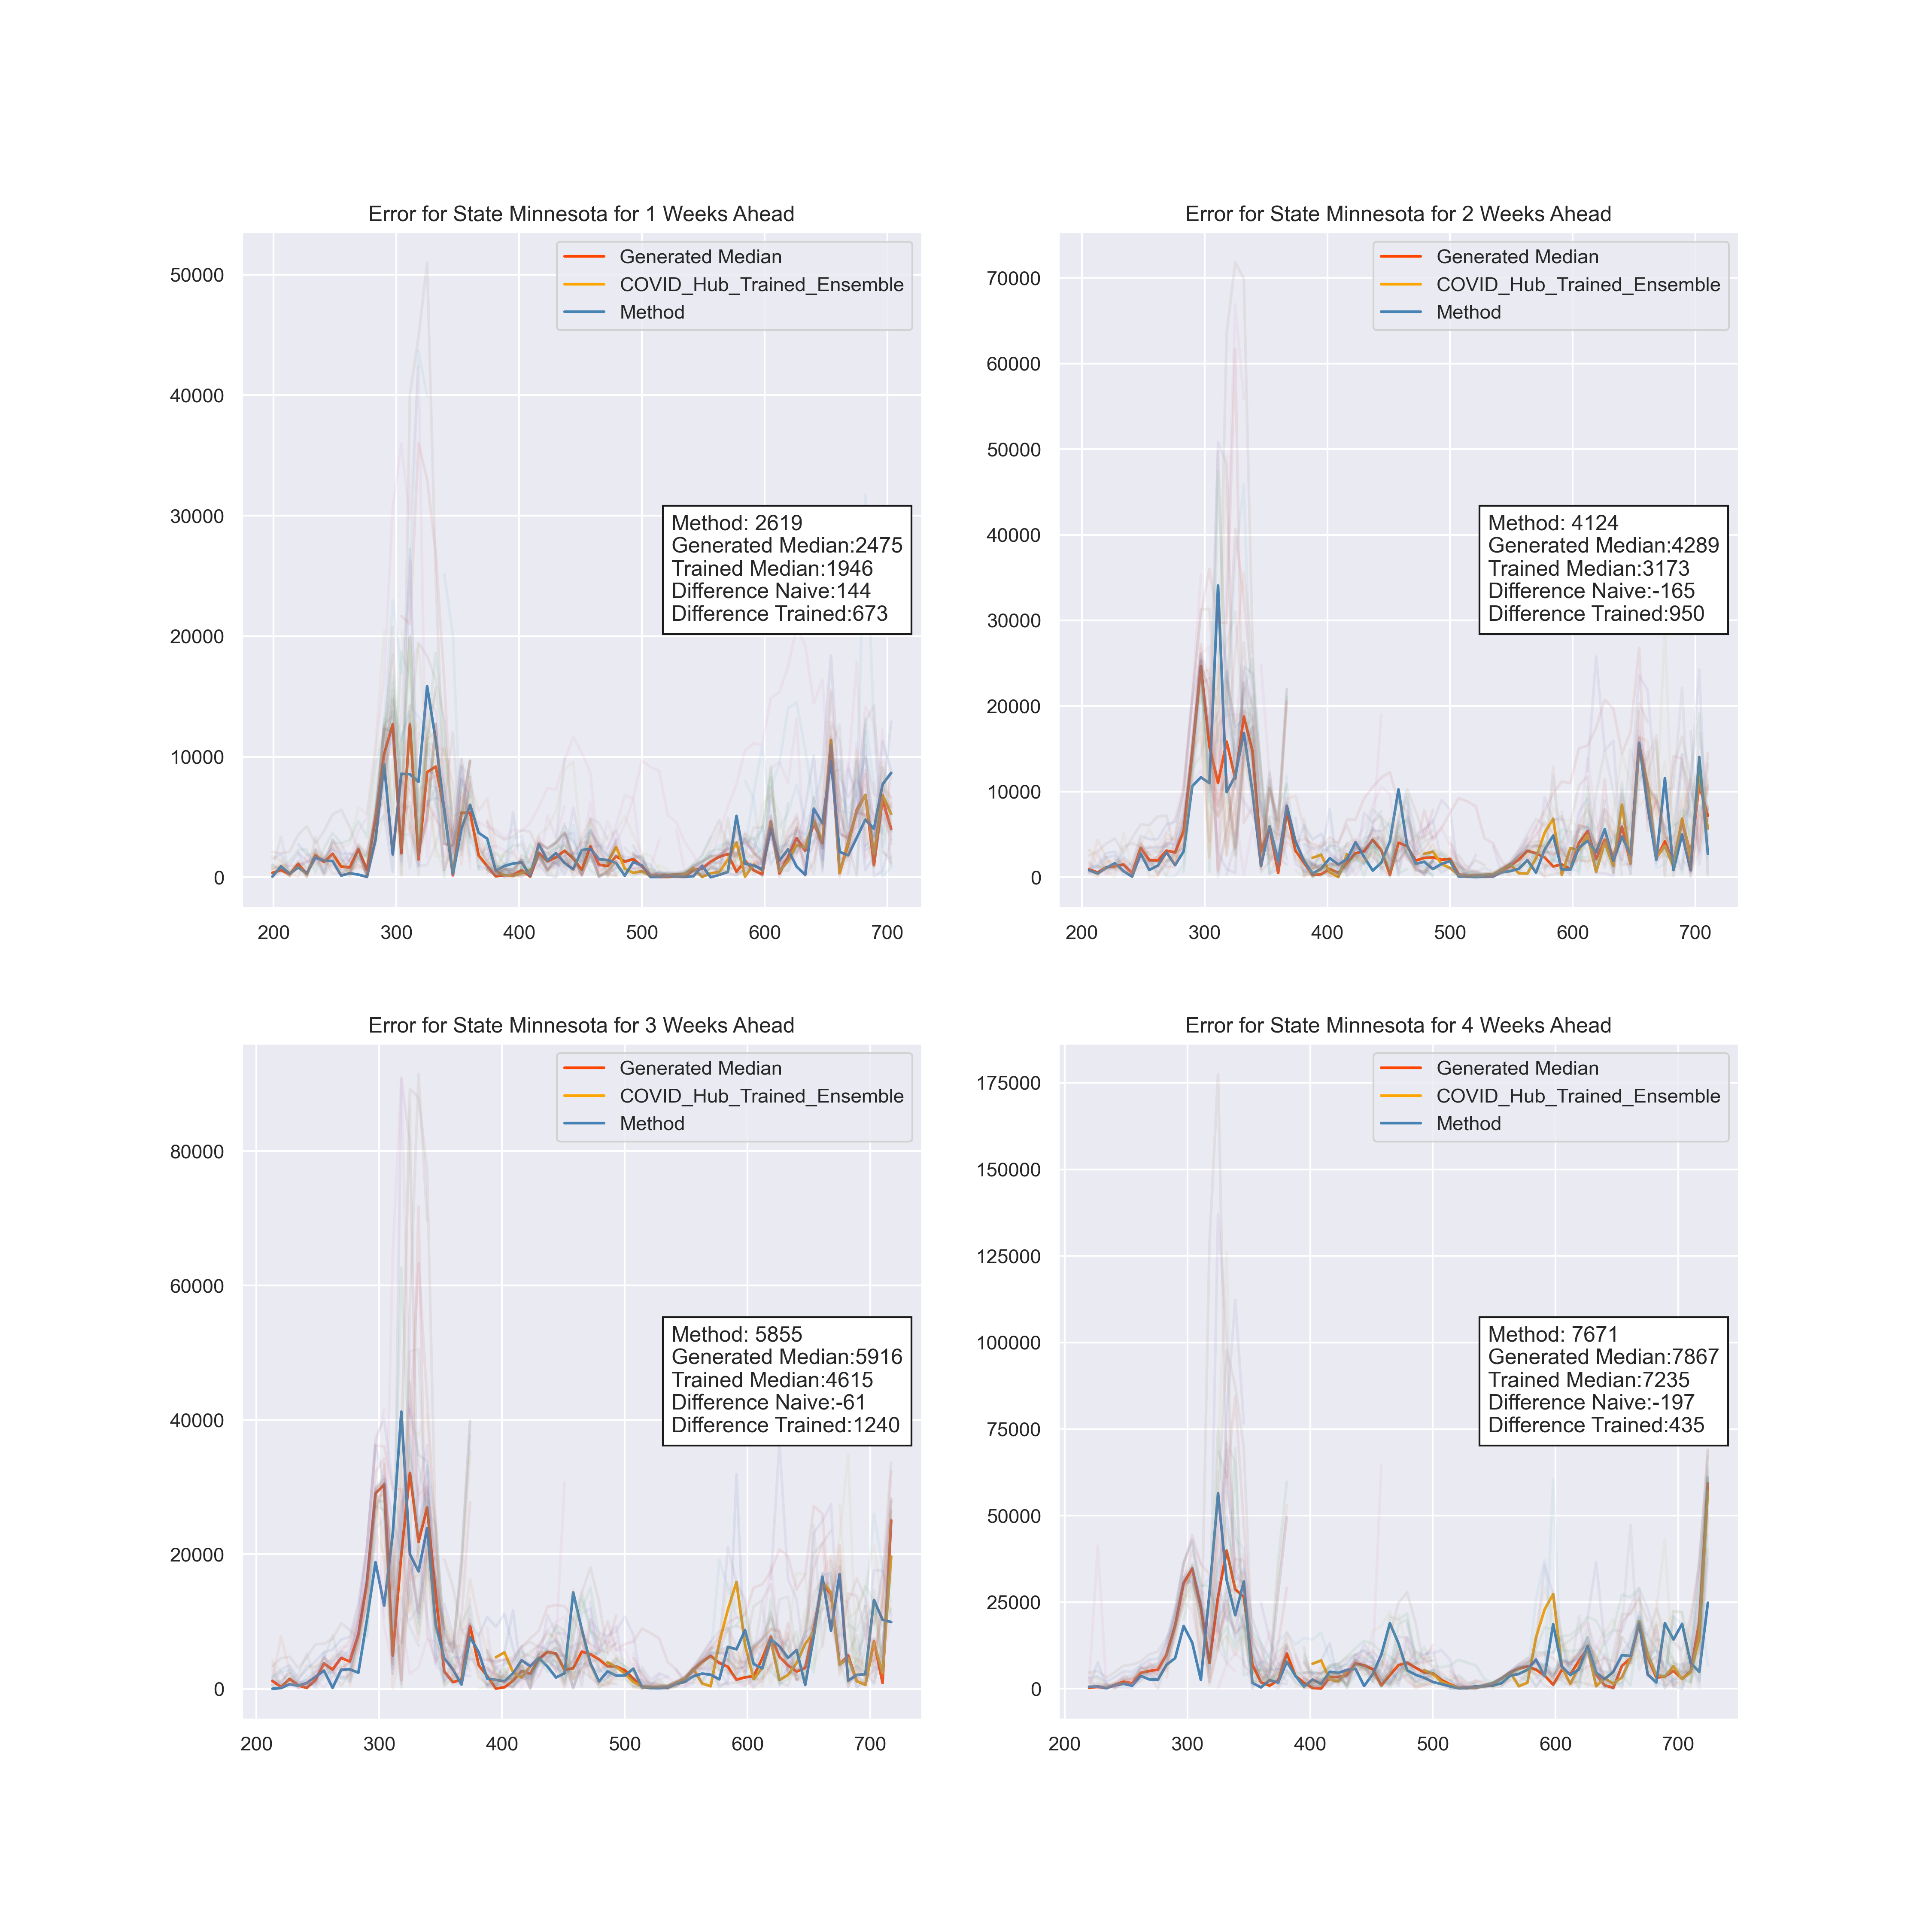 Error for State Minnesota for 1 Weeks Ahead
Generated Median
COVID_Hub_Trained_Ensemble
Method
50000
40000
30000
20000
10000
0
Method: 2619
Generated Median:2475
Trained Median:1946
Difference Naive:144
Difference Trained:673
200 300 400 500 600 700
Error for State Minnesota for 2 Weeks Ahead
Generated Median
COVID_Hub_Trained_Ensemble
Method
70000
60000
50000
40000
30000
20000
10000
0
Method: 4124
Generated Median:4289
Trained Median:3173
Difference Naive:-165
Difference Trained:950
200 300 400 500 600 700
Error for State Minnesota for 3 Weeks Ahead
Generated Median
COVID_Hub_Trained_Ensemble
Method
80000
60000
40000
20000
0
Method: 5855
Generated Median:5916
Trained Median:4615
Difference Naive:-61
Difference Trained:1240
200 300 400 500 600 700
Error for State Minnesota for 4 Weeks Ahead
Generated Median
COVID_Hub_Trained_Ensemble
Method
175000
150000
125000
100000
75000
50000
25000
0
Method: 7671
Generated Median:7867
Trained Median:7235
Difference Naive:-197
Difference Trained:435
200 300 400 500 600 700